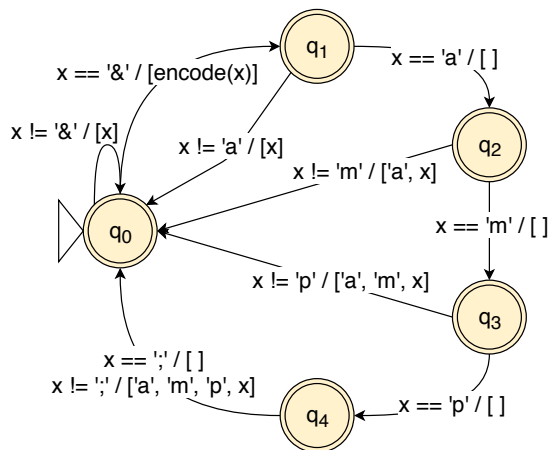 q1
x == 'a' / [ ]
x == '&' / [encode(x)]
x != '&' / [x]
x != 'a' / [x]
q2
x != 'm' / ['a', x]
q0
x == 'm' / [ ]
x != 'p' / ['a', 'm', x]
q3
x == ';' / [ ]
x != ';' / ['a', 'm', 'p', x]
x == 'p' / [ ]
q4